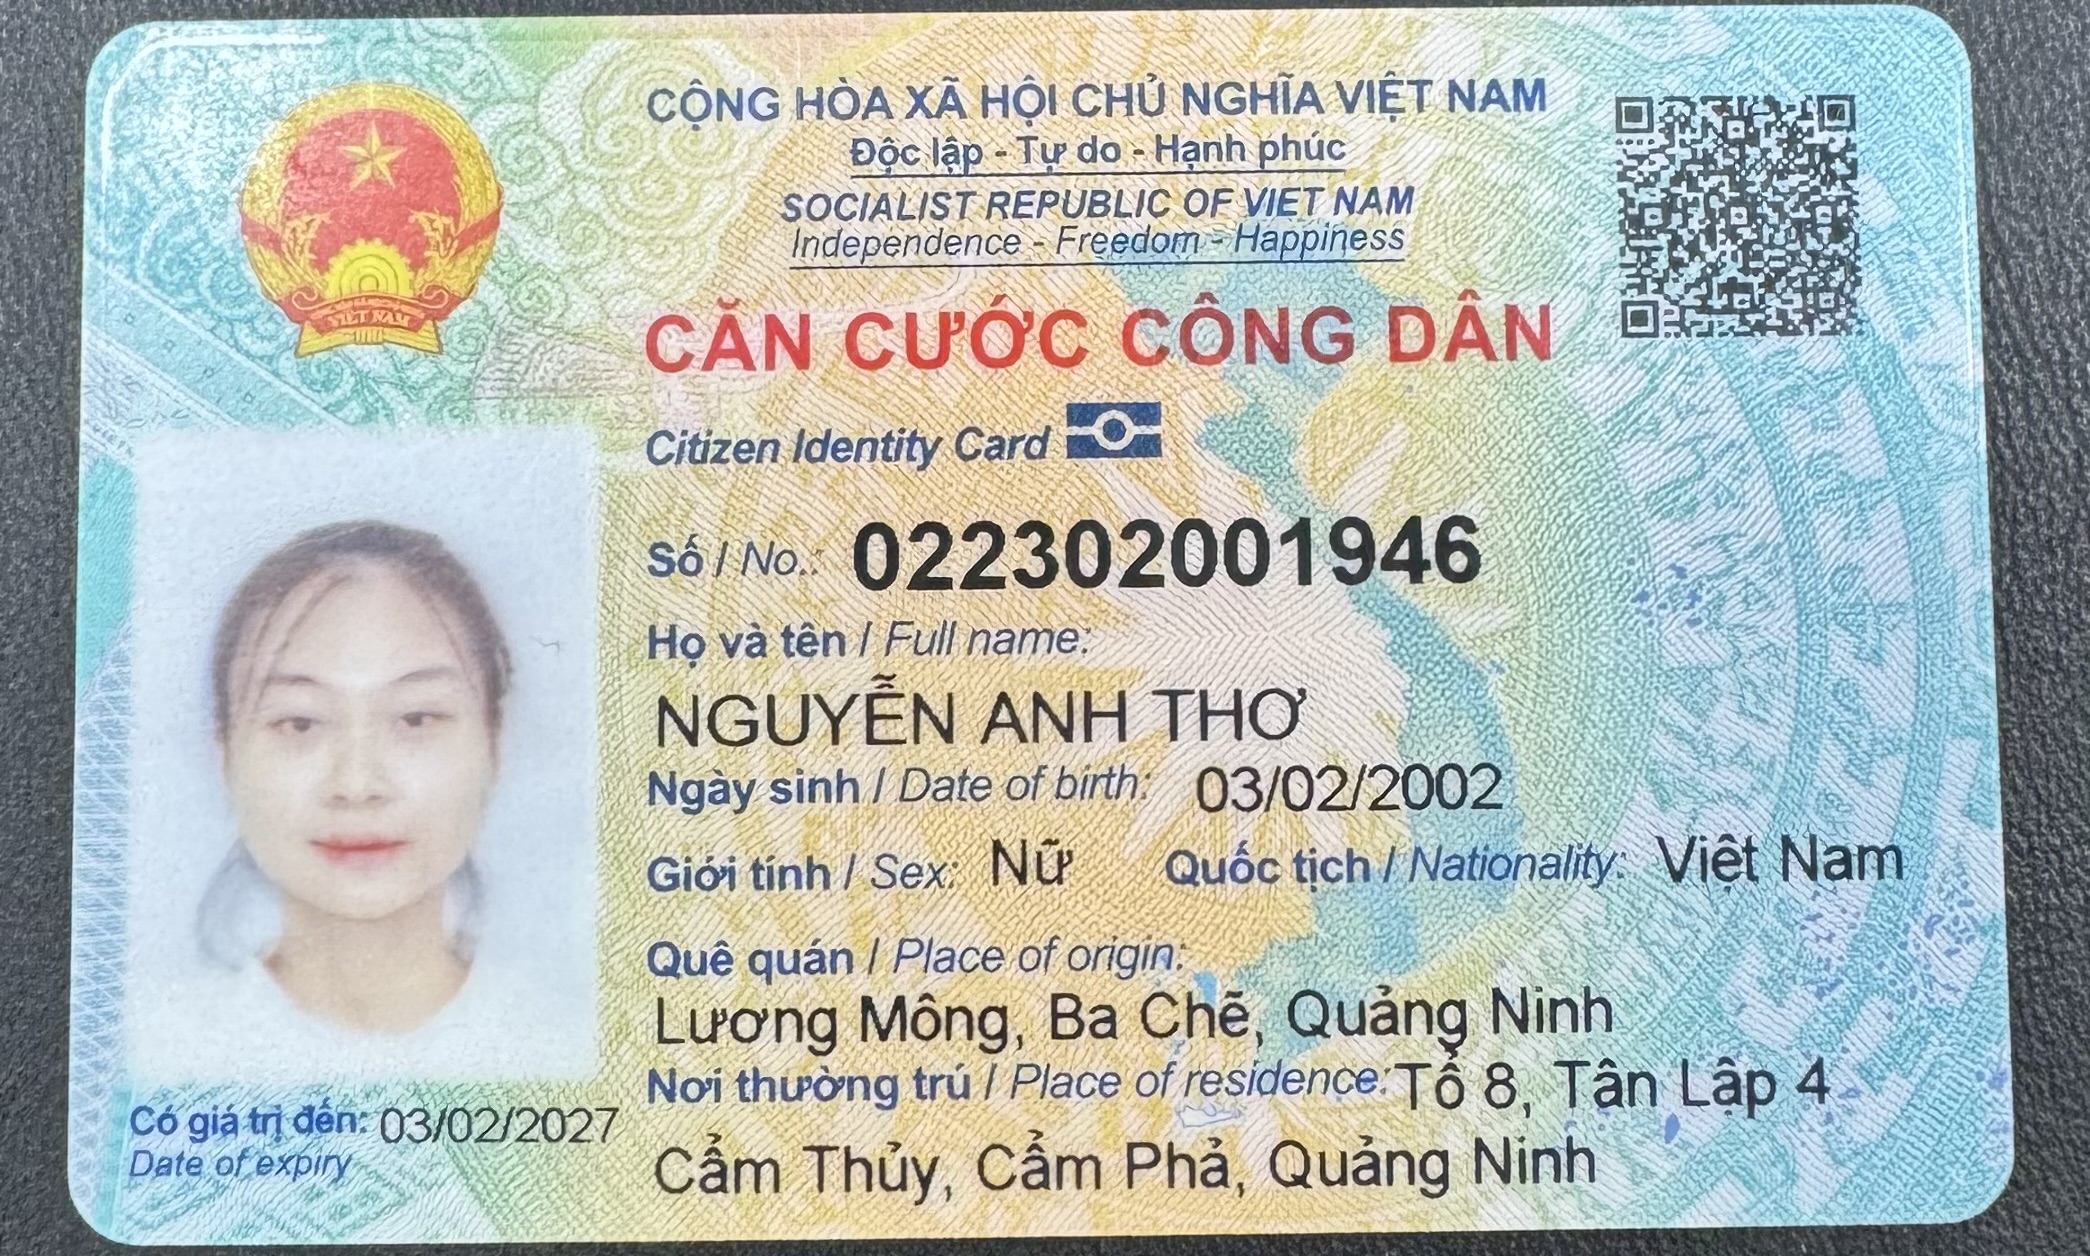 CỘNG HÒA XÃ HỘI CHỦ NGHĨA VIỆT NAM
Độc lập - Tự do - Hạnh phúc
SOCIALIST REPUBLIC OF VIET NAM
Independence - Freedom - Happiness
VIỆT NAM
CĂN CƯỚC CÔNG DÂN
Citizen Identity Card
Số / No.: 022302001946
Họ và tên / Full name:
NGUYỄN ANH THƠ
Ngày sinh / Date of birth: 03/02/2002
Giới tính / Sex: Nữ Quốc tịch / Nationality: Việt Nam
Quê quán / Place of origin:
Lương Mông, Ba Chẽ, Quảng Ninh
Nơi thường trú / Place of residence: Tổ 8, Tân Lập 4
Cẩm Thủy, Cẩm Phả, Quảng Ninh
Có giá trị đến: 03/02/2027
Date of expiry